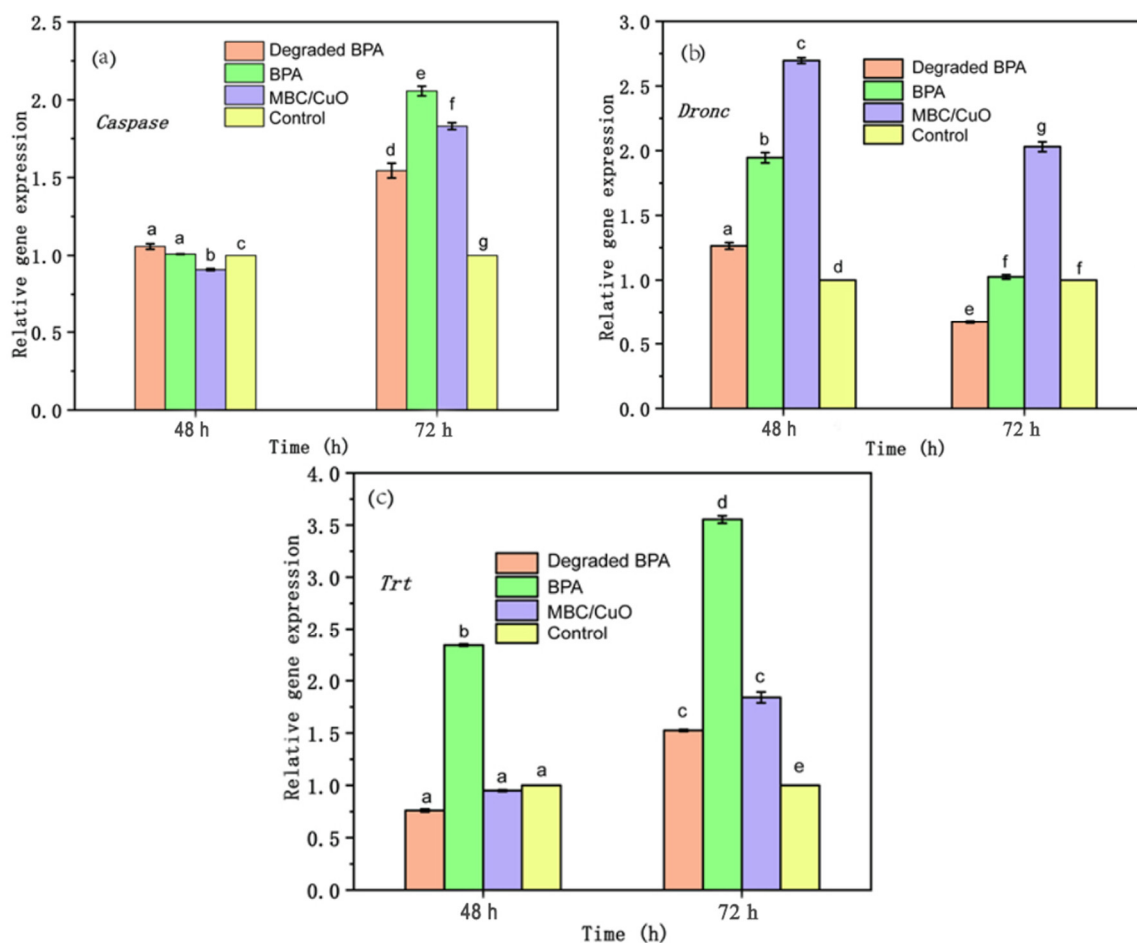 (a)
Caspase
Degraded BPA
BPA
MBC/CuO
Control
Relative gene expression
2.5
2.0
1.5
1.0
0.5
0.0
a
a
b
c
d
e
f
g
48 h
72 h
Time (h)
(b)
Dronc
Degraded BPA
BPA
MBC/CuO
Control
Relative gene expression
3.0
2.5
2.0
1.5
1.0
0.5
0.0
a
b
c
d
e
f
g
f
48 h
72 h
Time (h)
(c)
Trt
Degraded BPA
BPA
MBC/CuO
Control
Relative gene expression
4.0
3.5
3.0
2.5
2.0
1.5
1.0
0.5
0.0
a
b
a
a
c
d
c
e
48 h
72 h
Time (h)